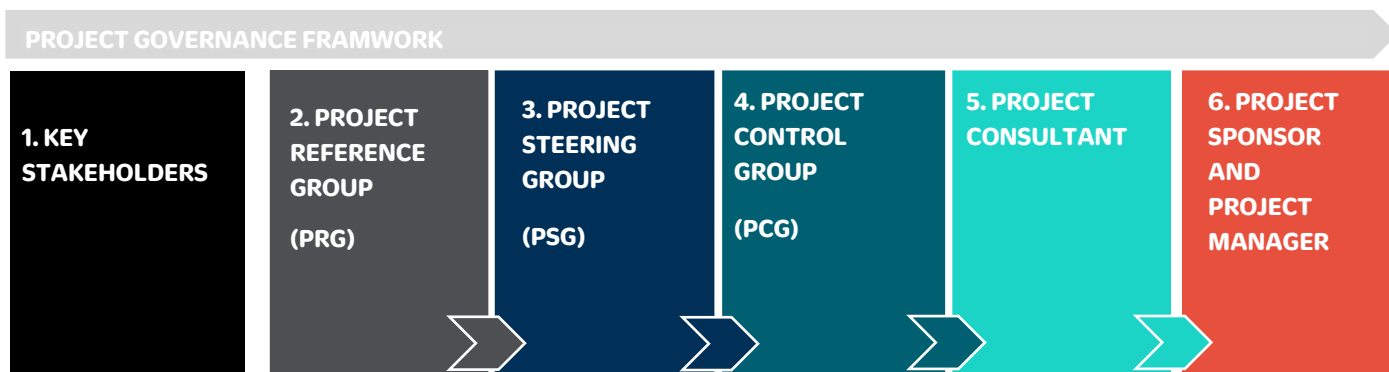 PROJECT GOVERNANCE FRAMWORK
1. KEY
STAKEHOLDERS
2. PROJECT
REFERENCE
GROUP
(PRG)
3. PROJECT
STEERING
GROUP
(PSG)
4. PROJECT
CONTROL
GROUP
(PCG)
5. PROJECT
CONSULTANT
6. PROJECT
SPONSOR
AND
PROJECT
MANAGER